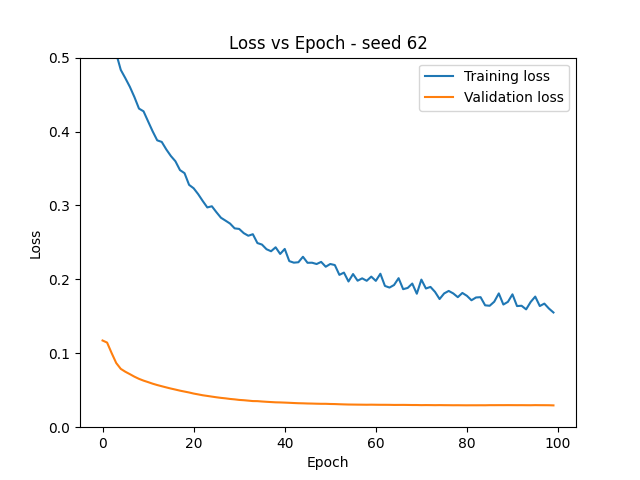 Loss vs Epoch - seed 62
Training loss
Validation loss
Loss
0.5
0.4
0.3
0.2
0.1
0.0
0 20 40 60 80 100
Epoch